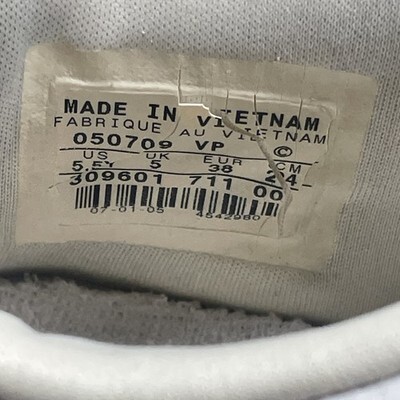 MADE IN VIETNAM
FABRIQUE AU VIETNAM
050709 VP ©
US UK EUR CM
5.5Y 5 38 24
309601 711 00
07-01-05 4542980